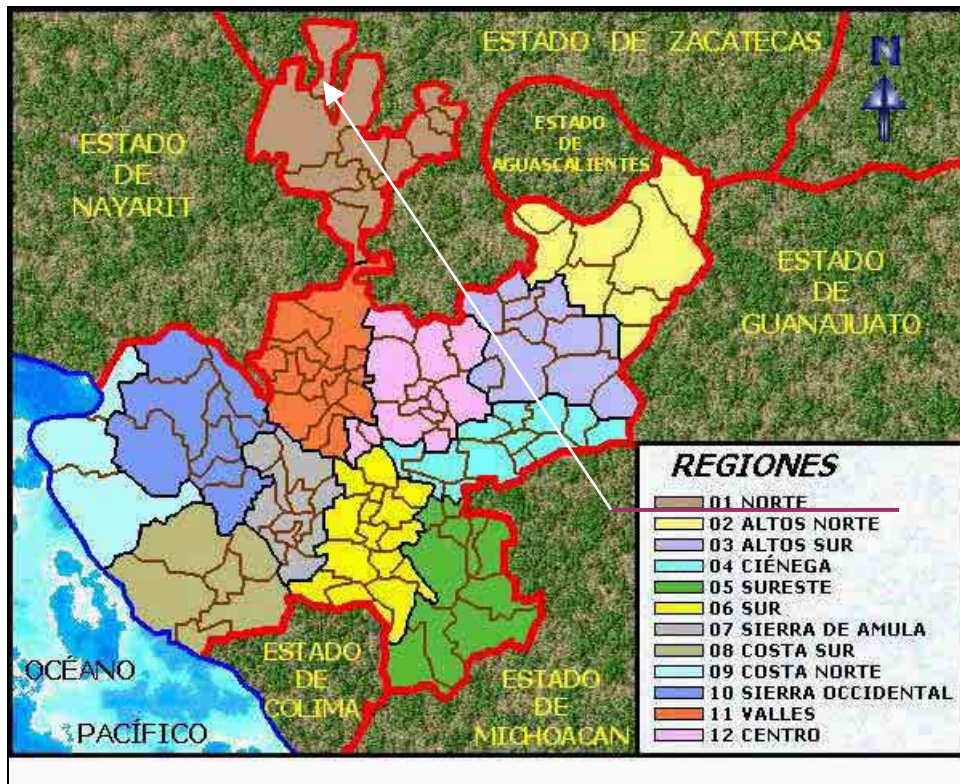 ESTADO DE ZACATECAS
N
ESTADO
DE
AGUASCALIENTES
ESTADO
DE
NAYARIT
ESTADO
DE
GUANAJUATO
REGIONES
01 NORTE
02 ALTOS NORTE
03 ALTOS SUR
04 CIÉNEGA
05 SURESTE
06 SUR
07 SIERRA DE AMULA
08 COSTA SUR
09 COSTA NORTE
10 SIERRA OCCIDENTAL
11 VALLES
12 CENTRO
OCÉANO
PACÍFICO
ESTADO
DE
COLIMA
ESTADO
DE
MICHOACAN